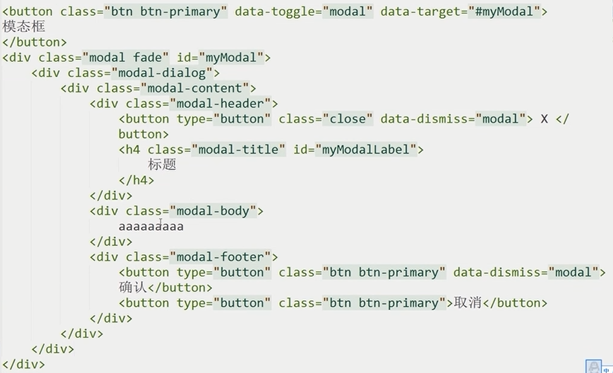 <button class="btn btn-primary" data-toggle="modal" data-target="#myModal">
模态框
</button>
<div class="modal fade" id="myModal">
<div class="modal-dialog">
<div class="modal-content">
<div class="modal-header">
<button type="button" class="close" data-dismiss="modal"> X </
button>
<h4 class="modal-title" id="myModalLabel">
标题
</h4>
</div>
<div class="modal-body">
aaaaaaaaa
</div>
<div class="modal-footer">
<button type="button" class="btn btn-primary" data-dismiss="modal">
确认</button>
<button type="button" class="btn btn-primary">取消</button>
</div>
</div>
</div>
</div>
中